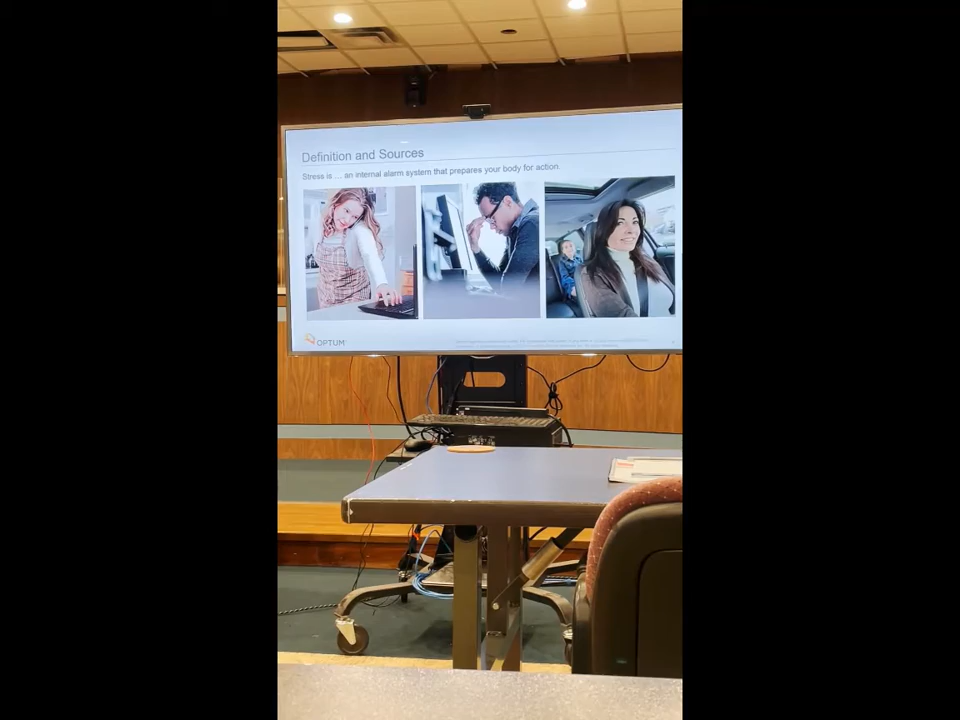 Definition and Sources
Stress is ... an internal alarm system that prepares your body for action.
OPTUM